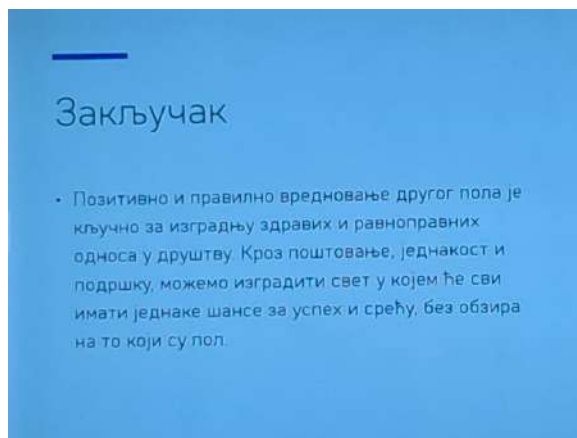 Закључак
• Позитивно и правилно вредновање другог пола је
кључно за изградњу здравих и равноправних
односа у друштву. Кроз поштовање, једнакост и
подршку, можемо изградити свет у којем ће сви
имати једнаке шансе за успех и срећу, без обзира
на то који су пол.